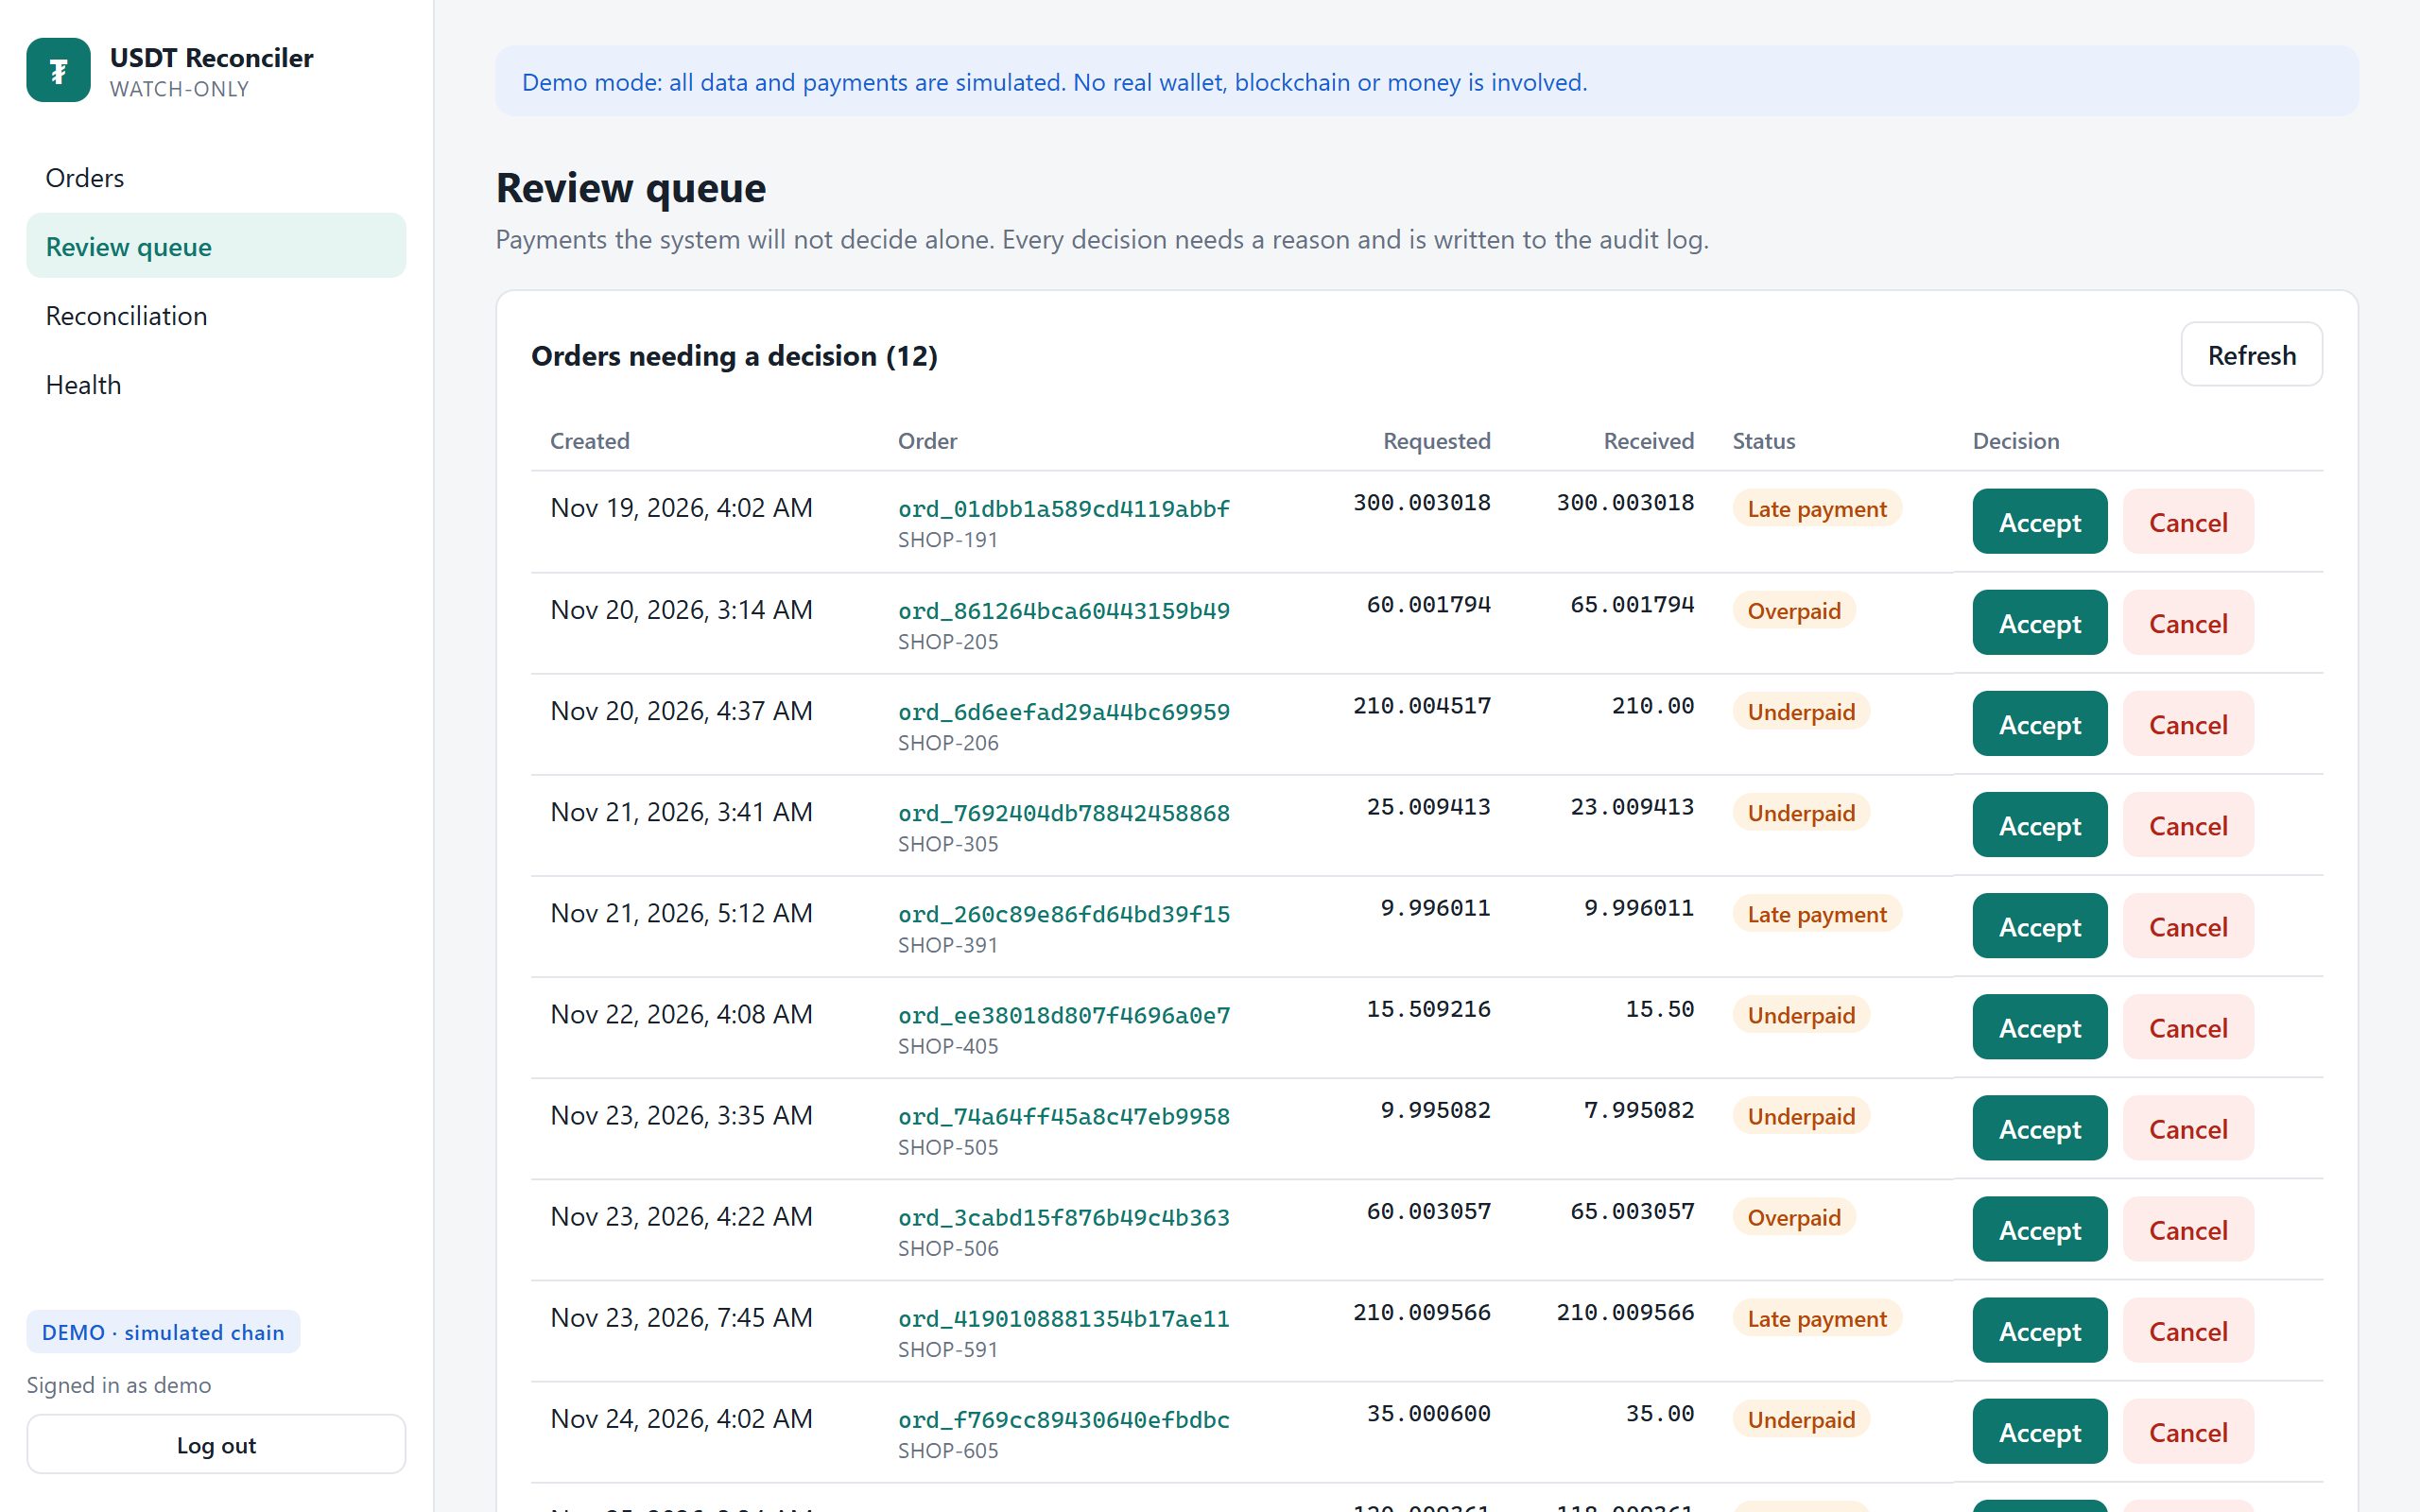 ₮
USDT Reconciler
WATCH-ONLY
Orders
Review queue
Reconciliation
Health
DEMO · simulated chain
Signed in as demo
Log out
Demo mode: all data and payments are simulated. No real wallet, blockchain or money is involved.
Review queue
Payments the system will not decide alone. Every decision needs a reason and is written to the audit log.
Orders needing a decision (12) Refresh
Created Order Requested Received Status Decision
Nov 19, 2026, 4:02 AM ord_01dbb1a589cd4119abbf 300.003018 300.003018 Late payment Accept Cancel
SHOP-191
Nov 20, 2026, 3:14 AM ord_861264bca60443159b49 60.001794 65.001794 Overpaid Accept Cancel
SHOP-205
Nov 20, 2026, 4:37 AM ord_6d6eefad29a44bc69959 210.004517 210.00 Underpaid Accept Cancel
SHOP-206
Nov 21, 2026, 3:41 AM ord_7692404db78842458868 25.009413 23.009413 Underpaid Accept Cancel
SHOP-305
Nov 21, 2026, 5:12 AM ord_260c89e86fd64bd39f15 9.996011 9.996011 Late payment Accept Cancel
SHOP-391
Nov 22, 2026, 4:08 AM ord_ee38018d807f4696a0e7 15.509216 15.50 Underpaid Accept Cancel
SHOP-405
Nov 23, 2026, 3:35 AM ord_74a64ff45a8c47eb9958 9.995082 7.995082 Underpaid Accept Cancel
SHOP-505
Nov 23, 2026, 4:22 AM ord_3cabd15f876b49c4b363 60.003057 65.003057 Overpaid Accept Cancel
SHOP-506
Nov 23, 2026, 7:45 AM ord_4190108881354b17ae11 210.009566 210.009566 Late payment Accept Cancel
SHOP-591
Nov 24, 2026, 4:02 AM ord_f769cc89430640efbdbc 35.000600 35.00 Underpaid Accept Cancel
SHOP-605